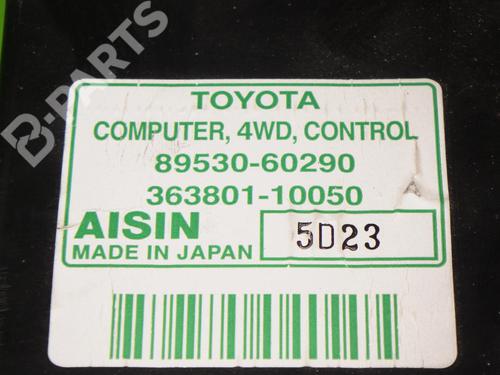 B-PARTS
TOYOTA
COMPUTER, 4WD, CONTROL
89530-60290
363801-10050
AISIN
MADE IN JAPAN
5D23